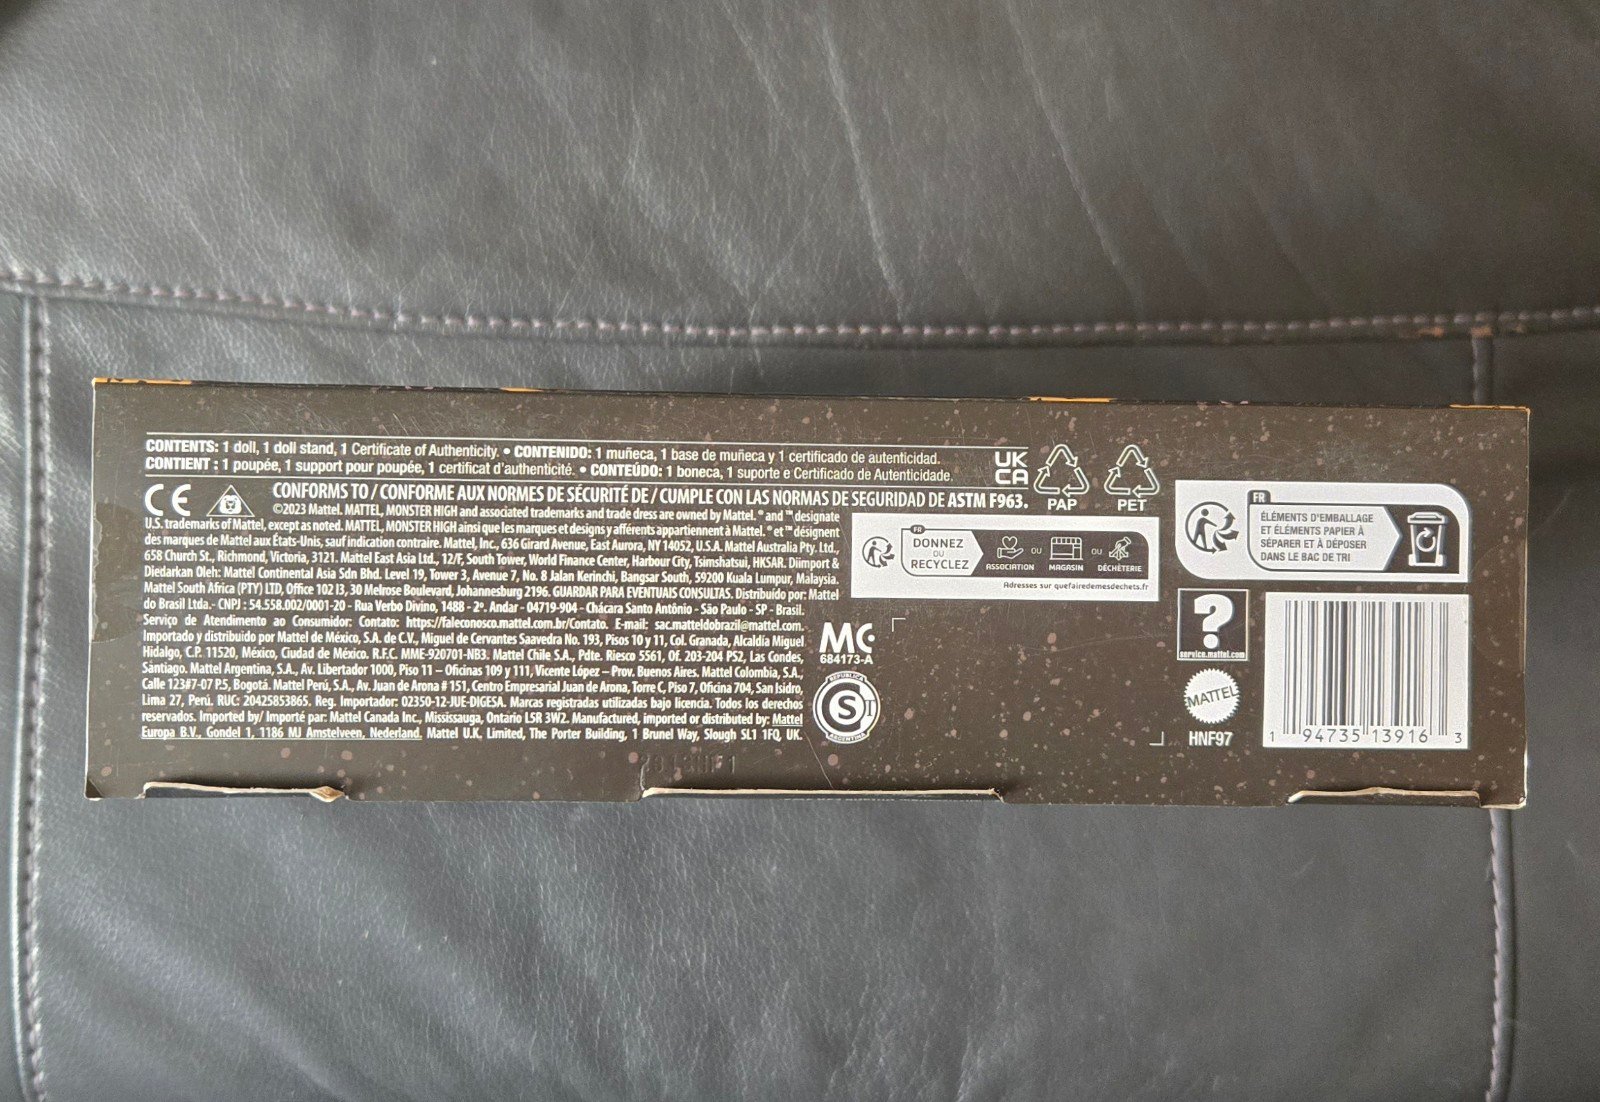 CONTENTS: 1 doll, 1 doll stand, 1 Certificate of Authenticity. • CONTENIDO: 1 muñeca, 1 base de muñeca y 1 certificado de autenticidad.
CONTIENT : 1 poupée, 1 support pour poupée, 1 certificat d'authenticité. • CONTEÚDO: 1 boneca, 1 suporte e Certificado de Autenticidade.
CE
CONFORMS TO / CONFORME AUX NORMES DE SÉCURITÉ DE / CUMPLE CON LAS NORMAS DE SEGURIDAD DE ASTM F963.
©2023 Mattel. MATTEL, MONSTER HIGH and associated trademarks and trade dress are owned by Mattel. ® and ™ designate
U.S. trademarks of Mattel, except as noted. MATTEL, MONSTER HIGH ainsi que les marques et designs y afférents appartiennent à Mattel. ® et ™ désignent
des marques de Mattel aux États-Unis, sauf indication contraire. Mattel, Inc., 636 Girard Avenue, East Aurora, NY 14052, U.S.A. Mattel Australia Pty. Ltd.,
658 Church St., Richmond, Victoria, 3121. Mattel East Asia Ltd., 12/F, South Tower, World Finance Center, Harbour City, Tsimshatsui, HKSAR. Diimport &
Diedarkan Oleh: Mattel Continental Asia Sdn Bhd. Level 19, Tower 3, Avenue 7, No. 8 Jalan Kerinchi, Bangsar South, 59200 Kuala Lumpur, Malaysia.
Mattel South Africa (PTY) LTD, Office 102 I3, 30 Melrose Boulevard, Johannesburg 2196. GUARDAR PARA EVENTUAIS CONSULTAS. Distribuído por: Mattel
do Brasil Ltda. - CNPJ : 54.558.002/0001-20 - Rua Verbo Divino, 1488 - 2º. Andar - 04719-904 - Chácara Santo Antônio - São Paulo - SP - Brasil.
Serviço de Atendimento ao Consumidor: Contato: https://faleconosco.mattel.com.br/Contato. E-mail: sac.matteldobrazil@mattel.com.
Importado y distribuido por Mattel de México, S.A. de C.V., Miguel de Cervantes Saavedra No. 193, Pisos 10 y 11, Col. Granada, Alcaldía Miguel
Hidalgo, C.P. 11520, México, Ciudad de México. R.F.C. MME-920701-NB3. Mattel Chile S.A., Pdte. Riesco 5561, Of. 203-204 PS2, Las Condes,
Santiago. Mattel Argentina, S.A., Av. Libertador 1000, Piso 11 – Oficinas 109 y 111, Vicente López – Prov. Buenos Aires. Mattel Colombia, S.A.,
Calle 123#7-07 P.5, Bogotá. Mattel Perú, S.A., Av. Juan de Arona # 151, Centro Empresarial Juan de Arona, Torre C, Piso 7, Oficina 704, San Isidro,
Lima 27, Perú. RUC: 20425853865. Reg. Importador: 02350-12-JUE-DIGESA. Marcas registradas utilizadas bajo licencia. Todos los derechos
reservados. Imported by/ Importé par: Mattel Canada Inc., Mississauga, Ontario L5R 3W2. Manufactured, imported or distributed by: Mattel
Europa B.V., Gondel 1, 1186 MJ Amstelveen, Nederland. Mattel U.K. Limited, The Porter Building, 1 Brunel Way, Slough SL1 1FQ, UK.
UK
CA
PAP
PET
FR
DONNEZ
OU
RECYCLEZ
ASSOCIATION
OU
MAGASIN
OU
DÉCHÈTERIE
Adresses sur quefairedemesdechets.fr
MC
684173-A
REPUBLICA
S
ARGENTINA
FR
ÉLÉMENTS D'EMBALLAGE
ET ÉLÉMENTS PAPIER À
SÉPARER ET À DÉPOSER
DANS LE BAC DE TRI
?
service.mattel.com
MATTEL
HNF97
1 94735 13916 3